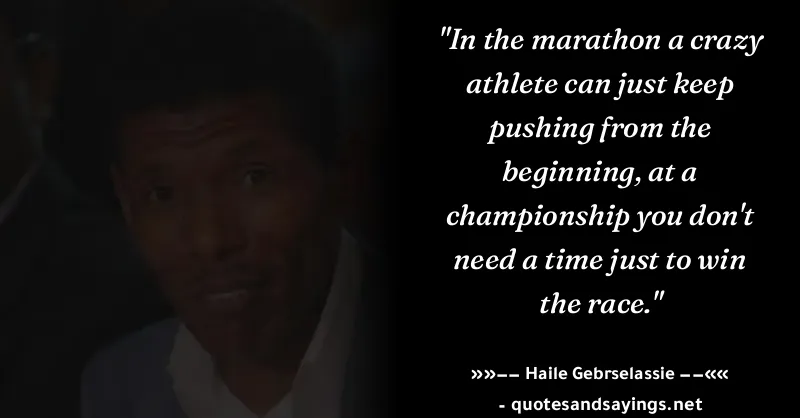 "In the marathon a crazy
athlete can just keep
pushing from the
beginning, at a
championship you don't
need a time just to win
the race."
»»−− Haile Gebrselassie −−««
- quotesandsayings.net